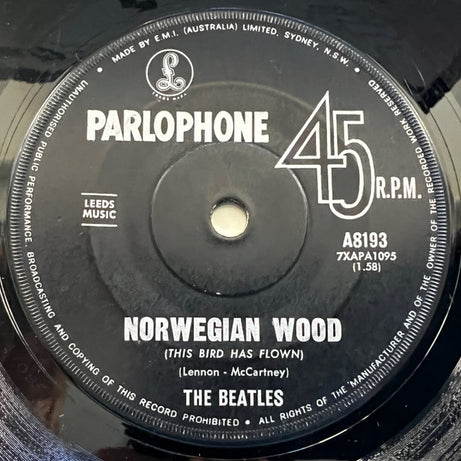 • MADE BY E.M.I. (AUSTRALIA) LIMITED, SYDNEY, N.S.W. •
UNAUTHORISED PUBLIC PERFORMANCE, BROADCASTING AND COPYING OF THIS RECORD PROHIBITED • ALL RIGHTS OF THE MANUFACTURER AND OF THE OWNER OF THE RECORDED WORK RESERVED
£
PARLOPHONE
45
R.P.M.
LEEDS
MUSIC
A8193
7XAPA1095
(1.58)
NORWEGIAN WOOD
(THIS BIRD HAS FLOWN)
(Lennon - McCartney)
THE BEATLES